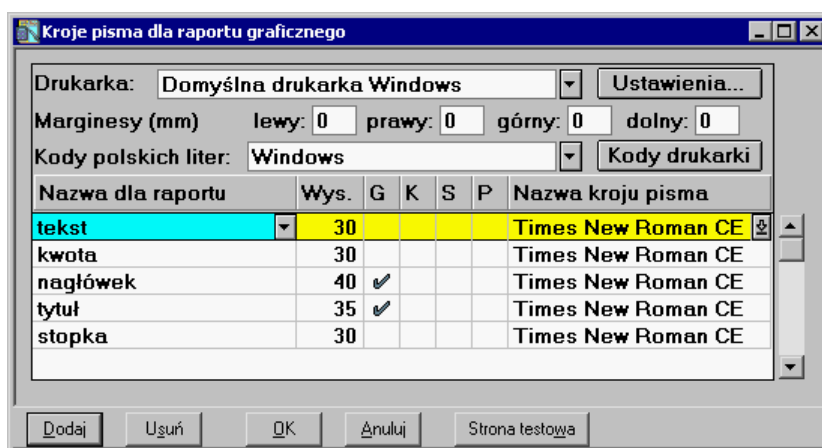 Kroje pisma dla raportu graficznego
Drukarka: Domyślna drukarka Windows Ustawienia...
Marginesy (mm) lewy: 0 prawy: 0 górny: 0 dolny: 0
Kody polskich liter: Windows Kody drukarki
Nazwa dla raportu Wys. G K S P Nazwa kroju pisma
tekst 30 Times New Roman CE
kwota 30 Times New Roman CE
nagłówek 40 Times New Roman CE
tytuł 35 Times New Roman CE
stopka 30 Times New Roman CE
Dodaj Usuń OK Anuluj Strona testowa